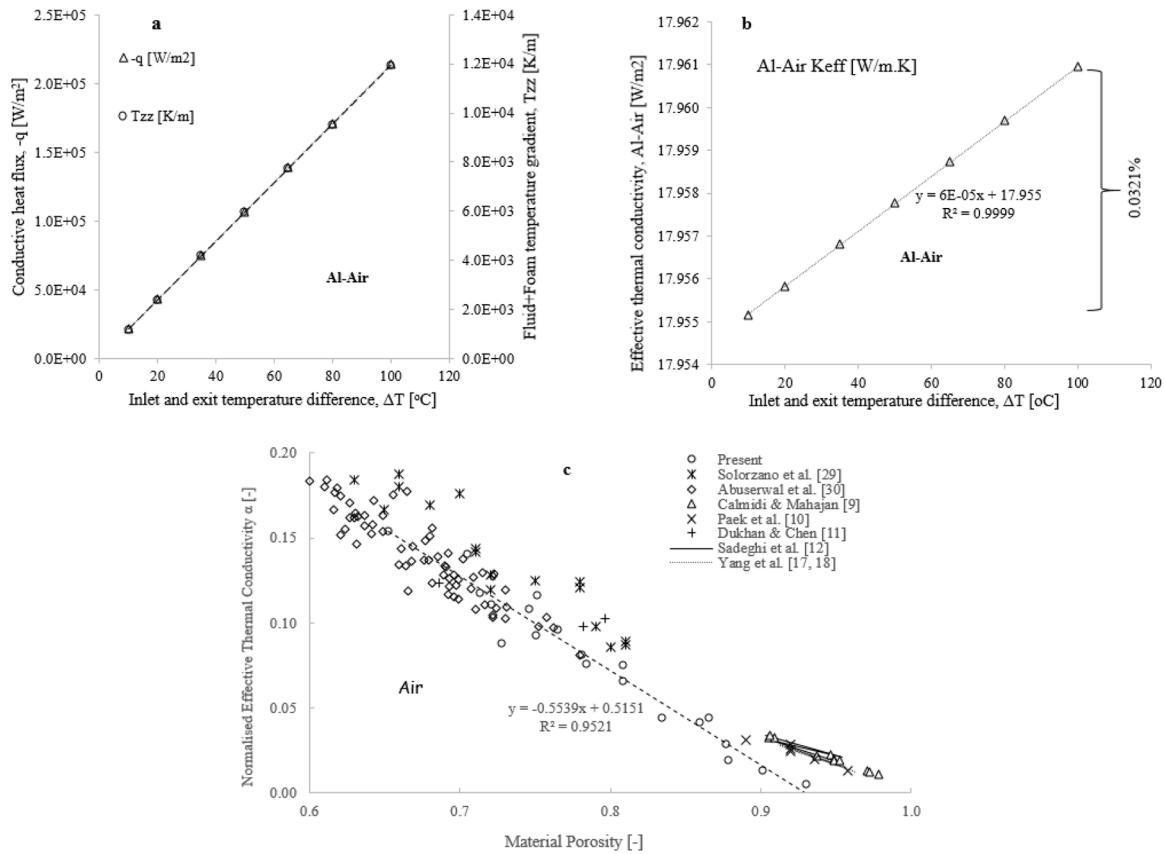 a
2.5E+05
2.0E+05
1.5E+05
1.0E+05
5.0E+04
0.0E+00
Conductive heat flux, -q [W/m²]
-q [W/m2]
Tzz [K/m]
Al-Air
1.4E+04
1.2E+04
1.0E+04
8.0E+03
6.0E+03
4.0E+03
2.0E+03
0.0E+00
Fluid+Foam temperature gradient, Tzz [K/m]
0 20 40 60 80 100 120
Inlet and exit temperature difference, ΔT [°C]
b
17.962
17.961
17.960
17.959
17.958
17.957
17.956
17.955
17.954
Effective thermal conductivity, Al-Air [W/m2]
Al-Air Keff [W/m.K]
y = 6E-05x + 17.955
R² = 0.9999
Al-Air
0.0321%
0 20 40 60 80 100 120
Inlet and exit temperature difference, ΔT [oC]
c
0.20
0.15
0.10
0.05
0.00
Normalised Effective Thermal Conductivity α [-]
Present
Solorzano et al. [29]
Abuserwal et al. [30]
Calmidi & Mahajan [9]
Paek et al. [10]
Dukhan & Chen [11]
Sadeghi et al. [12]
Yang et al. [17, 18]
Air
y = -0.5539x + 0.5151
R² = 0.9521
0.6 0.7 0.8 0.9 1.0
Material Porosity [-]